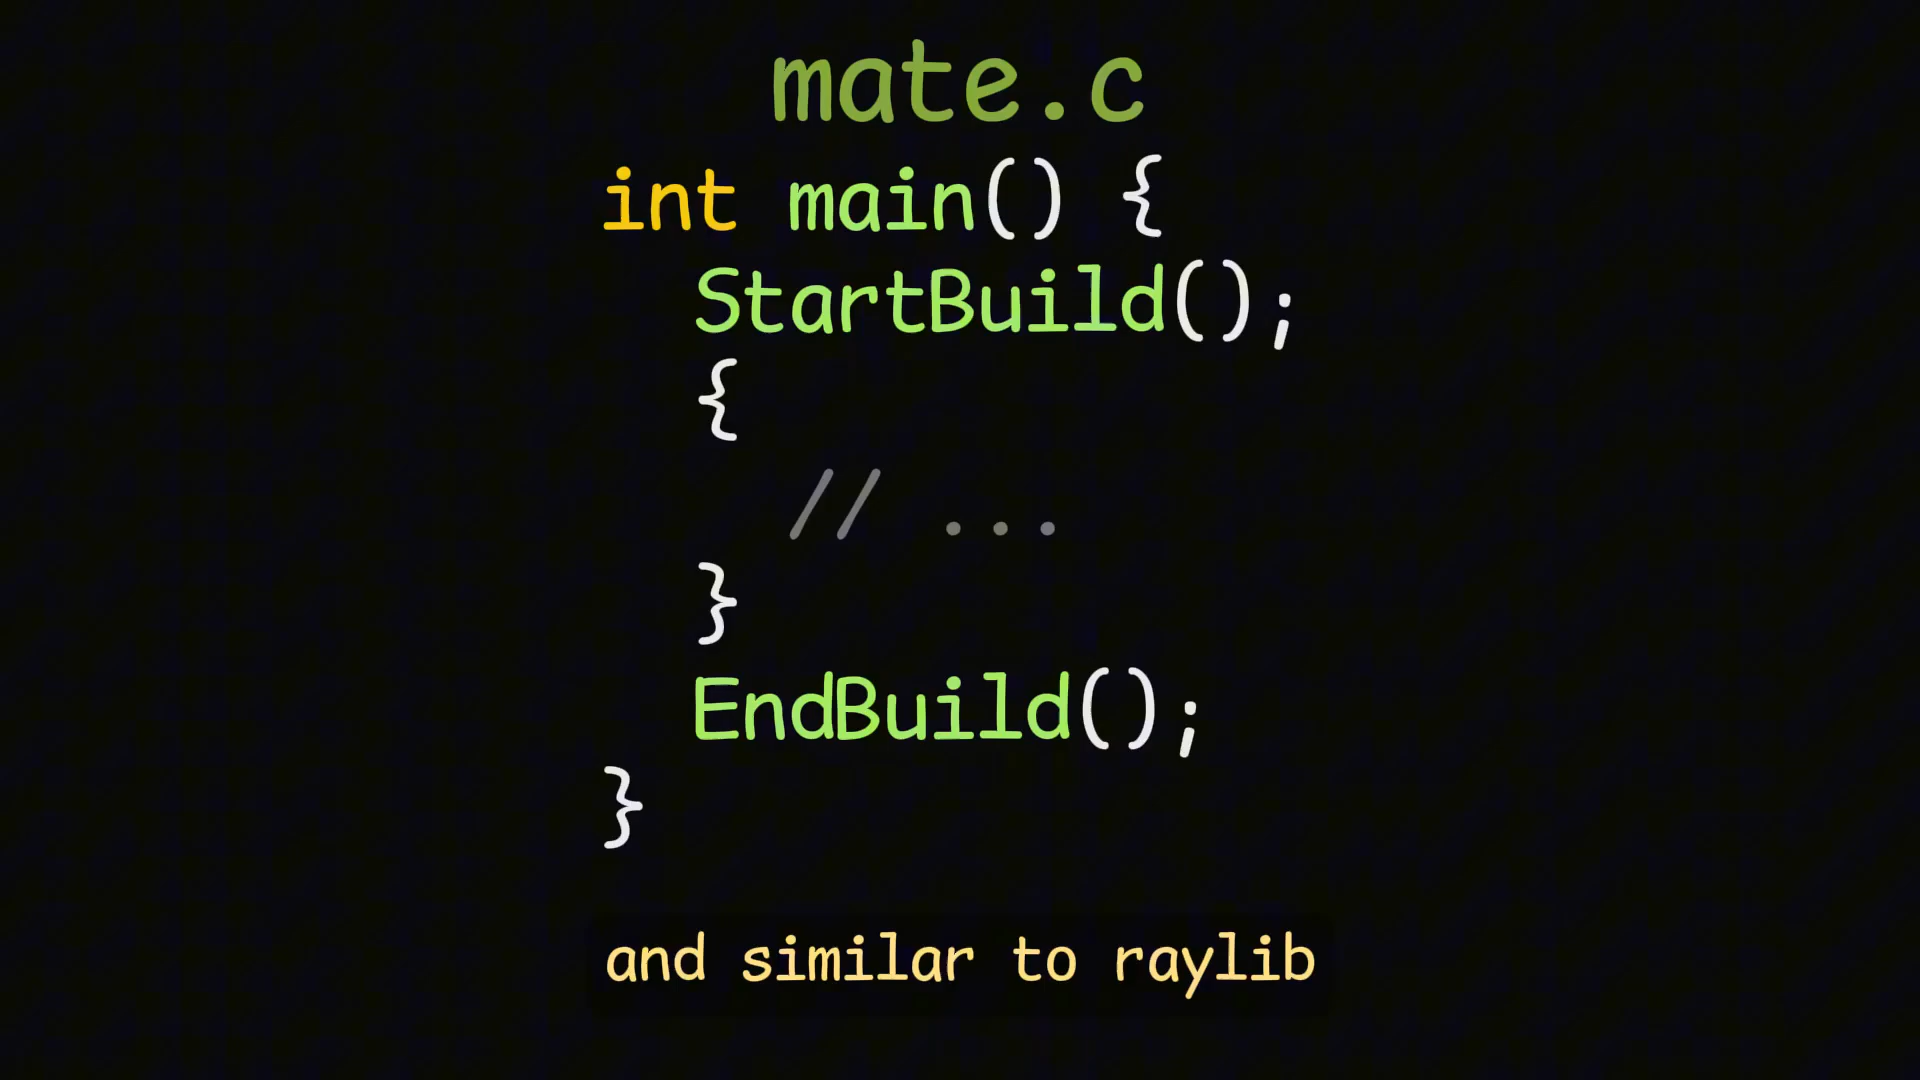 mate.c
int main() {
  StartBuild();
  {
    // ...
  }
  EndBuild();
}
and similar to raylib